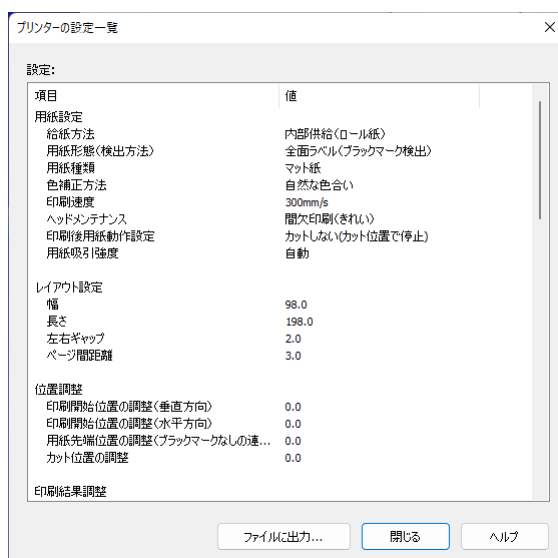 プリンターの設定一覧
設定:
項目 値
用紙設定
給紙方法 内部供給(ロール紙)
用紙形態(検出方法) 全面ラベル(ブラックマーク検出)
用紙種類 マット紙
色補正方法 自然な色合い
印刷速度 300mm/s
ヘッドメンテナンス 間欠印刷(きれい)
印刷後用紙動作設定 カットしない(カット位置で停止)
用紙吸引強度 自動
レイアウト設定
幅 98.0
長さ 198.0
左右ギャップ 2.0
ページ間距離 3.0
位置調整
印刷開始位置の調整(垂直方向) 0.0
印刷開始位置の調整(水平方向) 0.0
用紙先端位置の調整(ブラックマークなしの連... 0.0
カット位置の調整 0.0
印刷結果調整
ファイルに出力... 閉じる ヘルプ